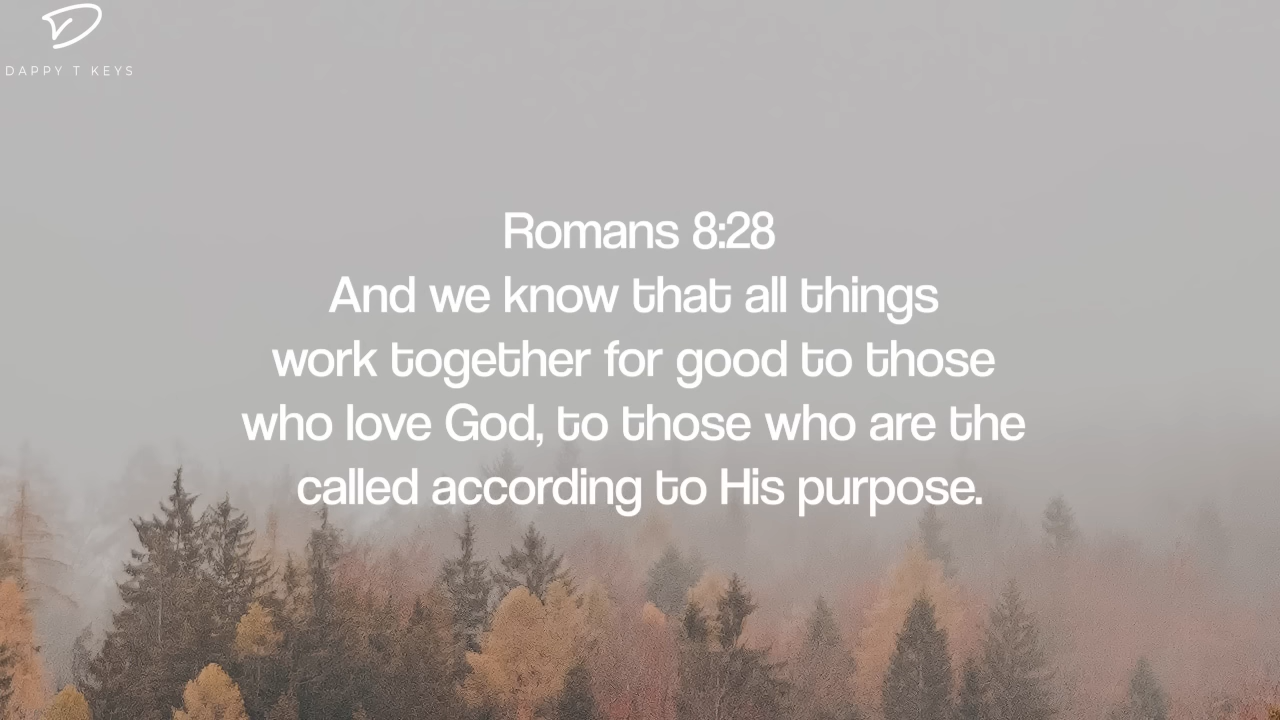 DAPPY T KEYS
Romans 8:28
And we know that all things
work together for good to those
who love God, to those who are the
called according to His purpose.